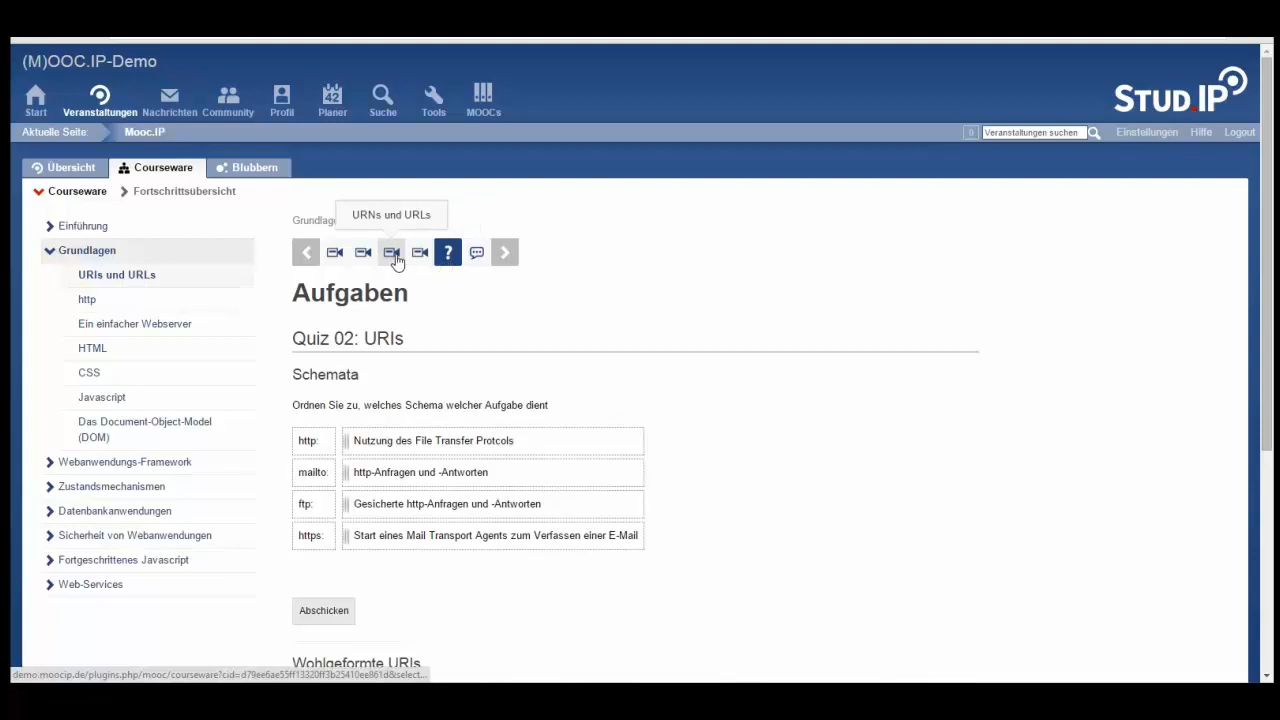 (M)OOC.IP-Demo
Start
Veranstaltungen
Nachrichten
Community
Profil
42
Planer
Suche
Tools
MOOCs
STUD.IP
Aktuelle Seite:
Mooc.IP
0
Veranstaltungen suchen
Einstellungen
Hilfe
Logout
Übersicht
Courseware
Blubbern
Courseware
Fortschrittsübersicht
Einführung
Grundlagen
URIs und URLs
http
Ein einfacher Webserver
HTML
CSS
Javascript
Das Document-Object-Model
(DOM)
Webanwendungs-Framework
Zustandsmechanismen
Datenbankanwendungen
Sicherheit von Webanwendungen
Fortgeschrittenes Javascript
Web-Services
URNs und URLs
?
Aufgaben
Quiz 02: URIs
Schemata
Ordnen Sie zu, welches Schema welcher Aufgabe dient
http: Nutzung des File Transfer Protcols
mailto: http-Anfragen und -Antworten
ftp: Gesicherte http-Anfragen und -Antworten
https: Start eines Mail Transport Agents zum Verfassen einer E-Mail
Abschicken
Wohlgeformte URIs